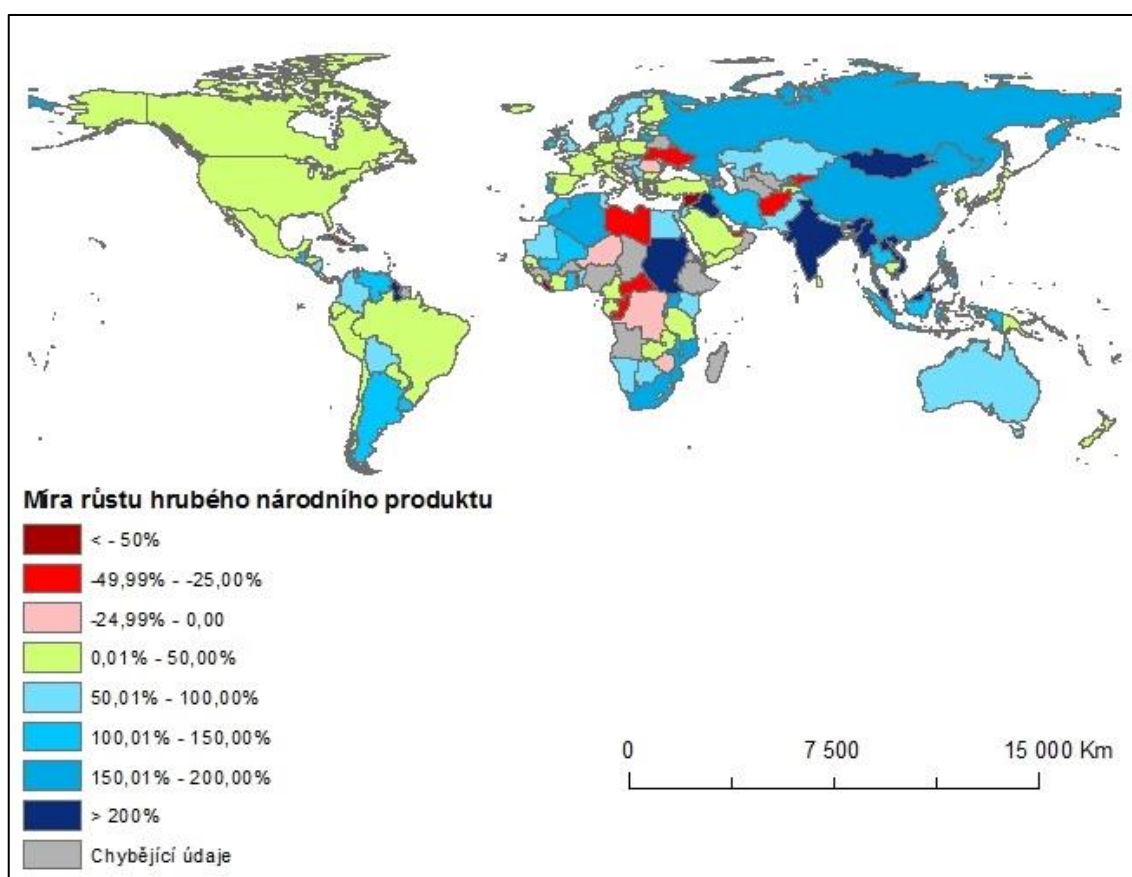 Míra růstu hrubého národního produktu
< - 50%
-49,99% - -25,00%
-24,99% - 0,00
0,01% - 50,00%
50,01% - 100,00%
100,01% - 150,00%
150,01% - 200,00%
> 200%
Chybějící údaje
0 7 500 15 000 Km